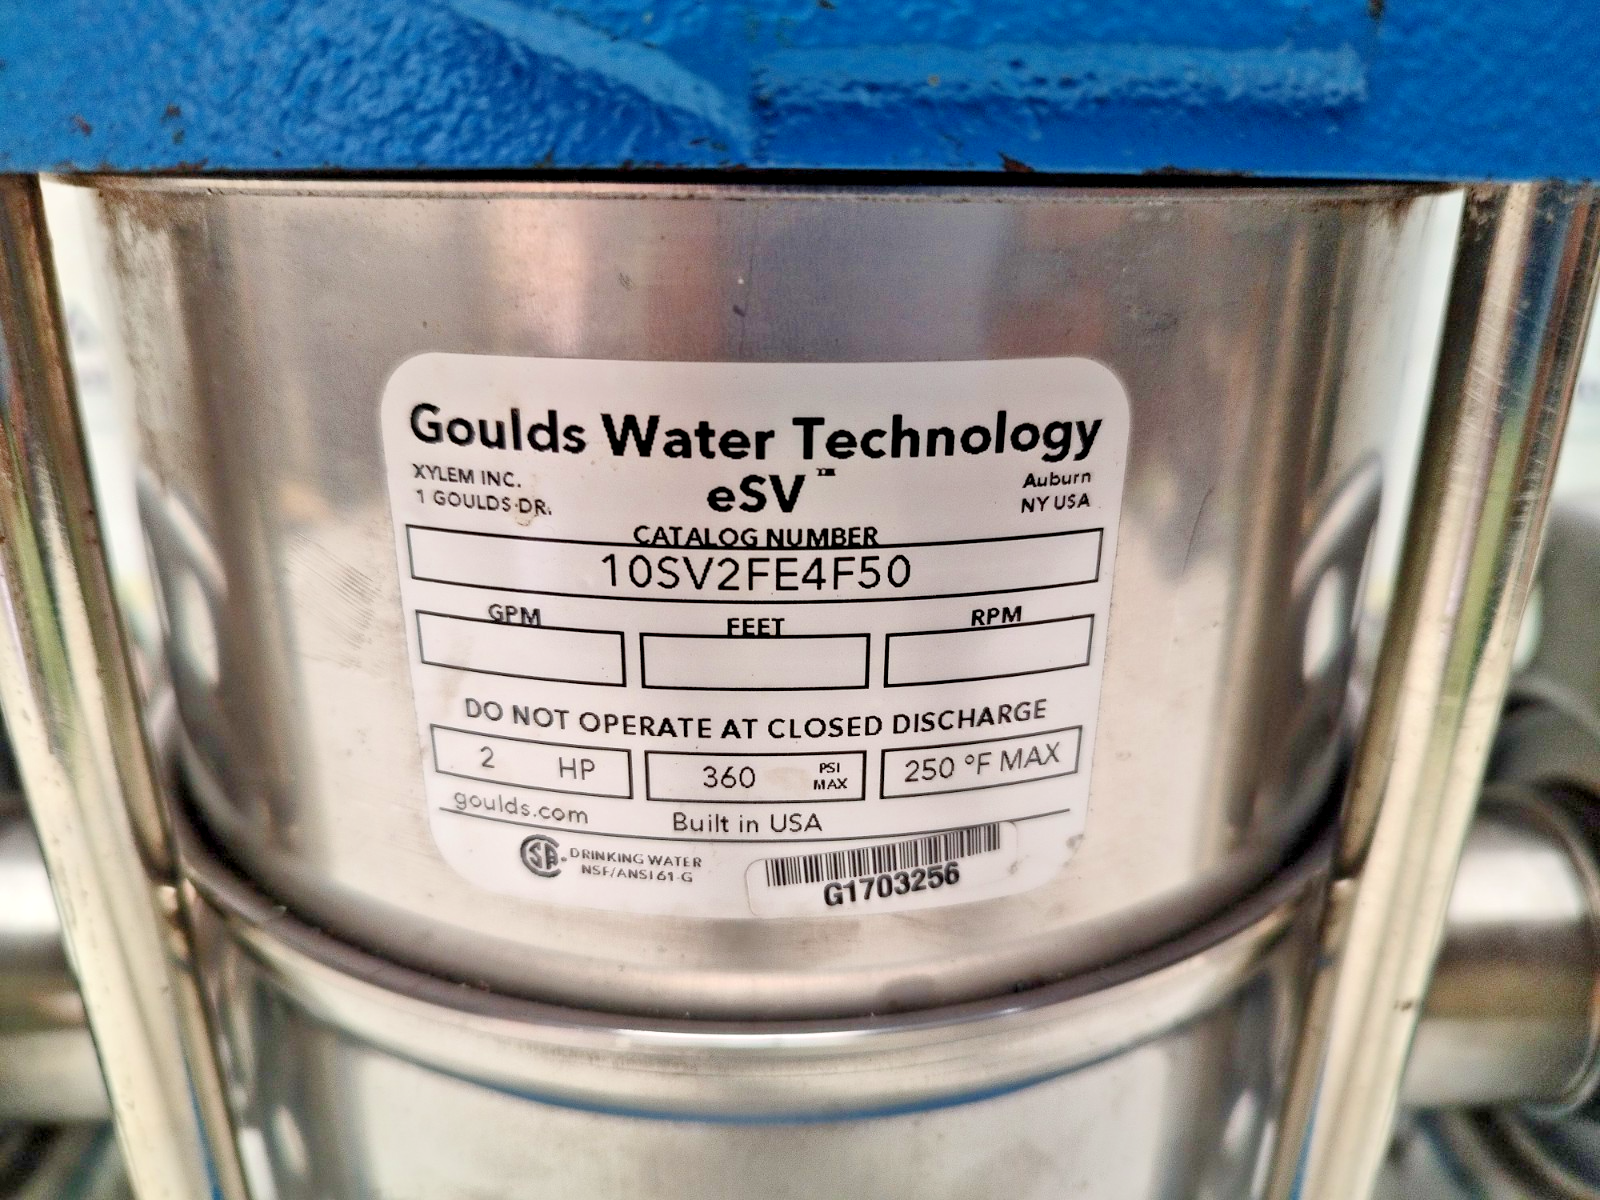 Goulds Water Technology
XYLEM INC.
1 GOULDS DR.
eSV™
Auburn
NY USA
CATALOG NUMBER
10SV2FE4F50
GPM FEET RPM
DO NOT OPERATE AT CLOSED DISCHARGE
2 HP 360 PSI MAX 250 °F MAX
goulds.com Built in USA
CSA® DRINKING WATER
NSF/ANSI 61-G
G1703256